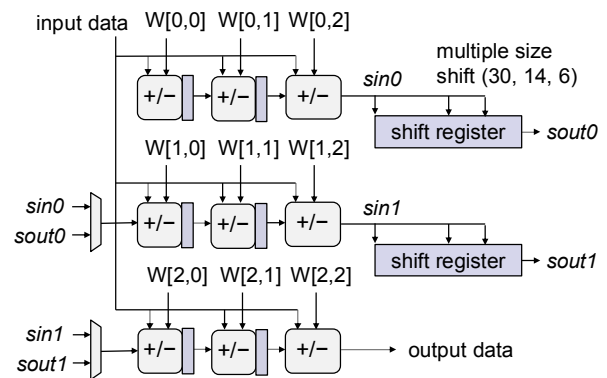 input data W[0,0] W[0,1] W[0,2]
multiple size
shift (30, 14, 6)
+/− +/− +/− sin0
shift register sout0
W[1,0] W[1,1] W[1,2]
sin0
sout0
+/− +/− +/− sin1
shift register sout1
W[2,0] W[2,1] W[2,2]
sin1
sout1
+/− +/− +/− output data